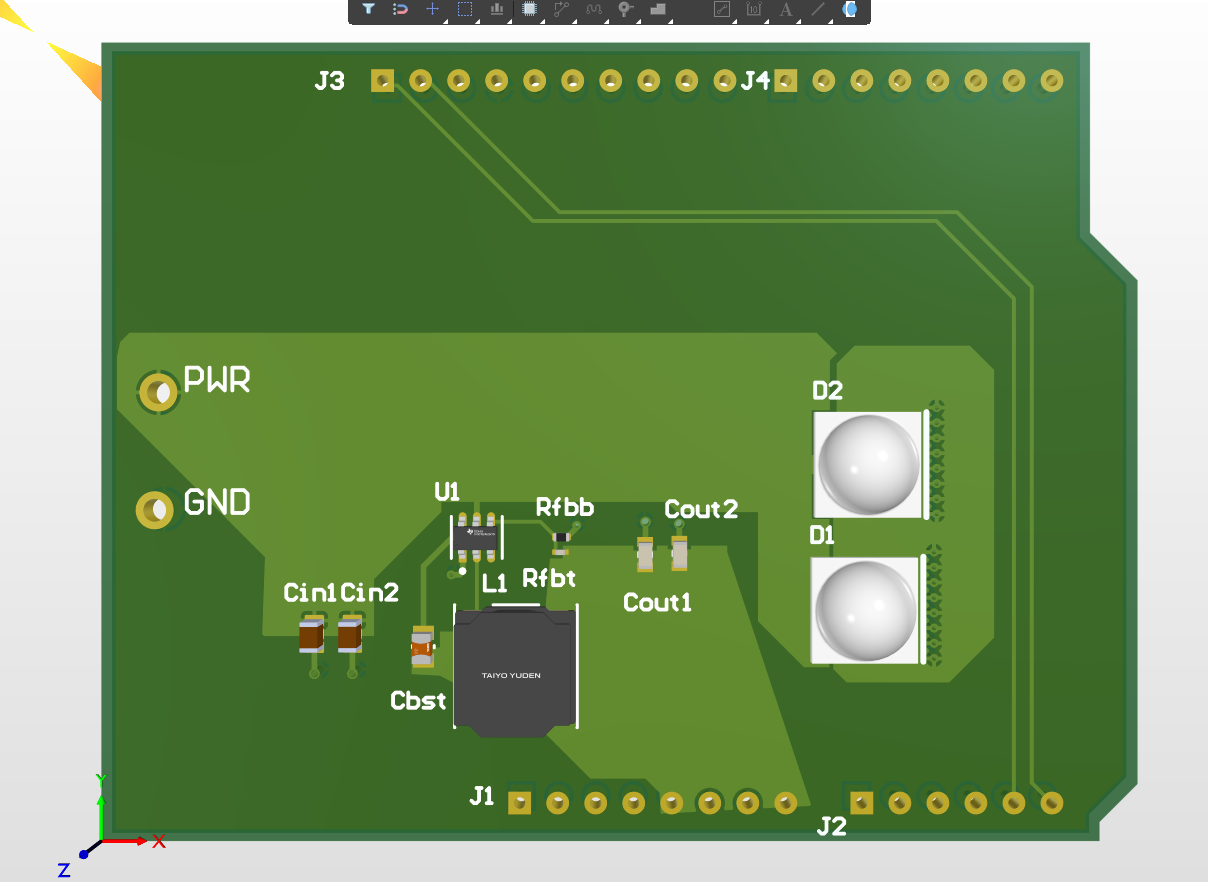 J3
J4
PWR
D2
GND
U1
Rfbb
Cout2
D1
L1
Rfbt
Cin1
Cin2
Cout1
TAIYO YUDEN
Cbst
J1
J2
Y
X
Z